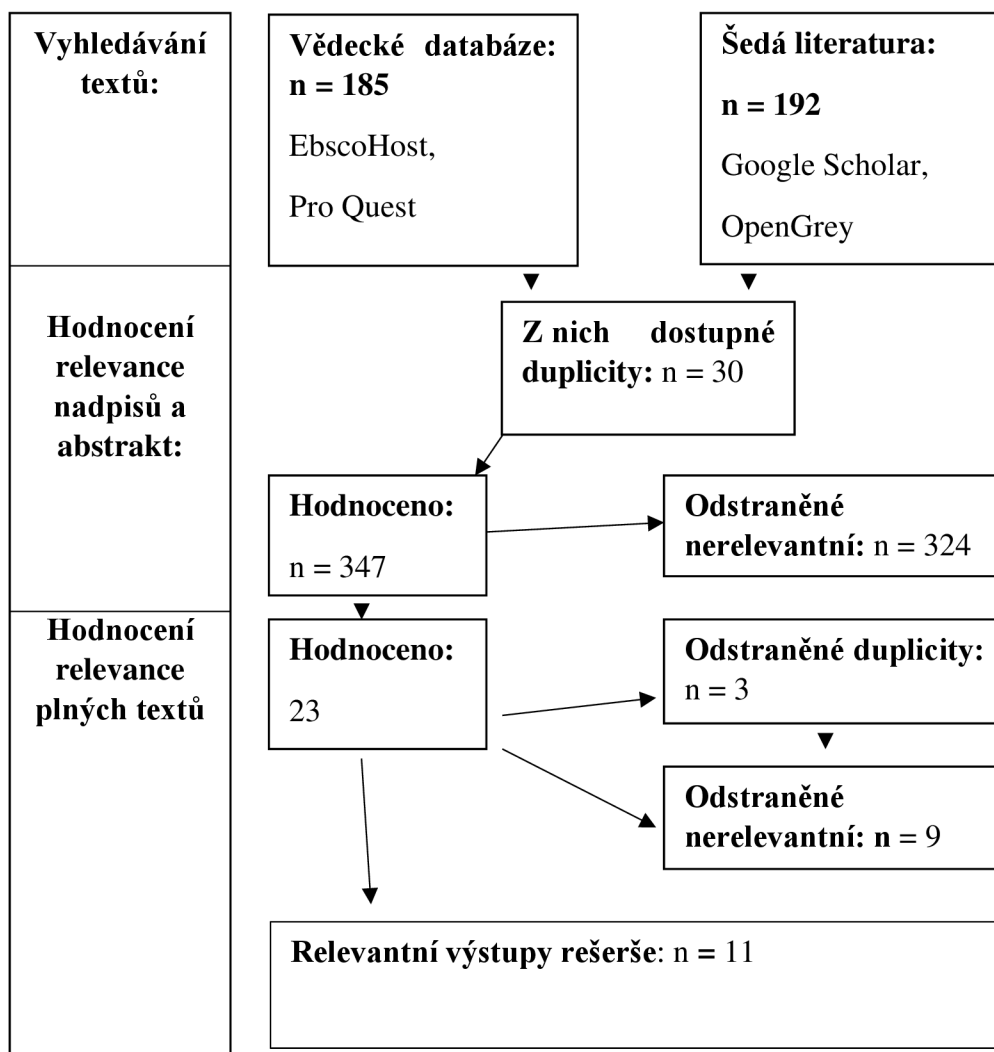 Vyhledávání
textů:
Vědecké databáze:
n = 185
EbscoHost,
Pro Quest
Šedá literatura:
n = 192
Google Scholar,
OpenGrey
Hodnocení
relevance
nadpisů a
abstrakt:
Z nich dostupné
duplicity: n = 30
Hodnoceno:
n = 347
Odstraněné
nerelevantní: n = 324
Hodnocení
relevance
plných textů
Hodnoceno:
23
Odstraněné duplicity:
n = 3
Odstraněné
nerelevantní: n = 9
Relevantní výstupy rešerše: n = 11